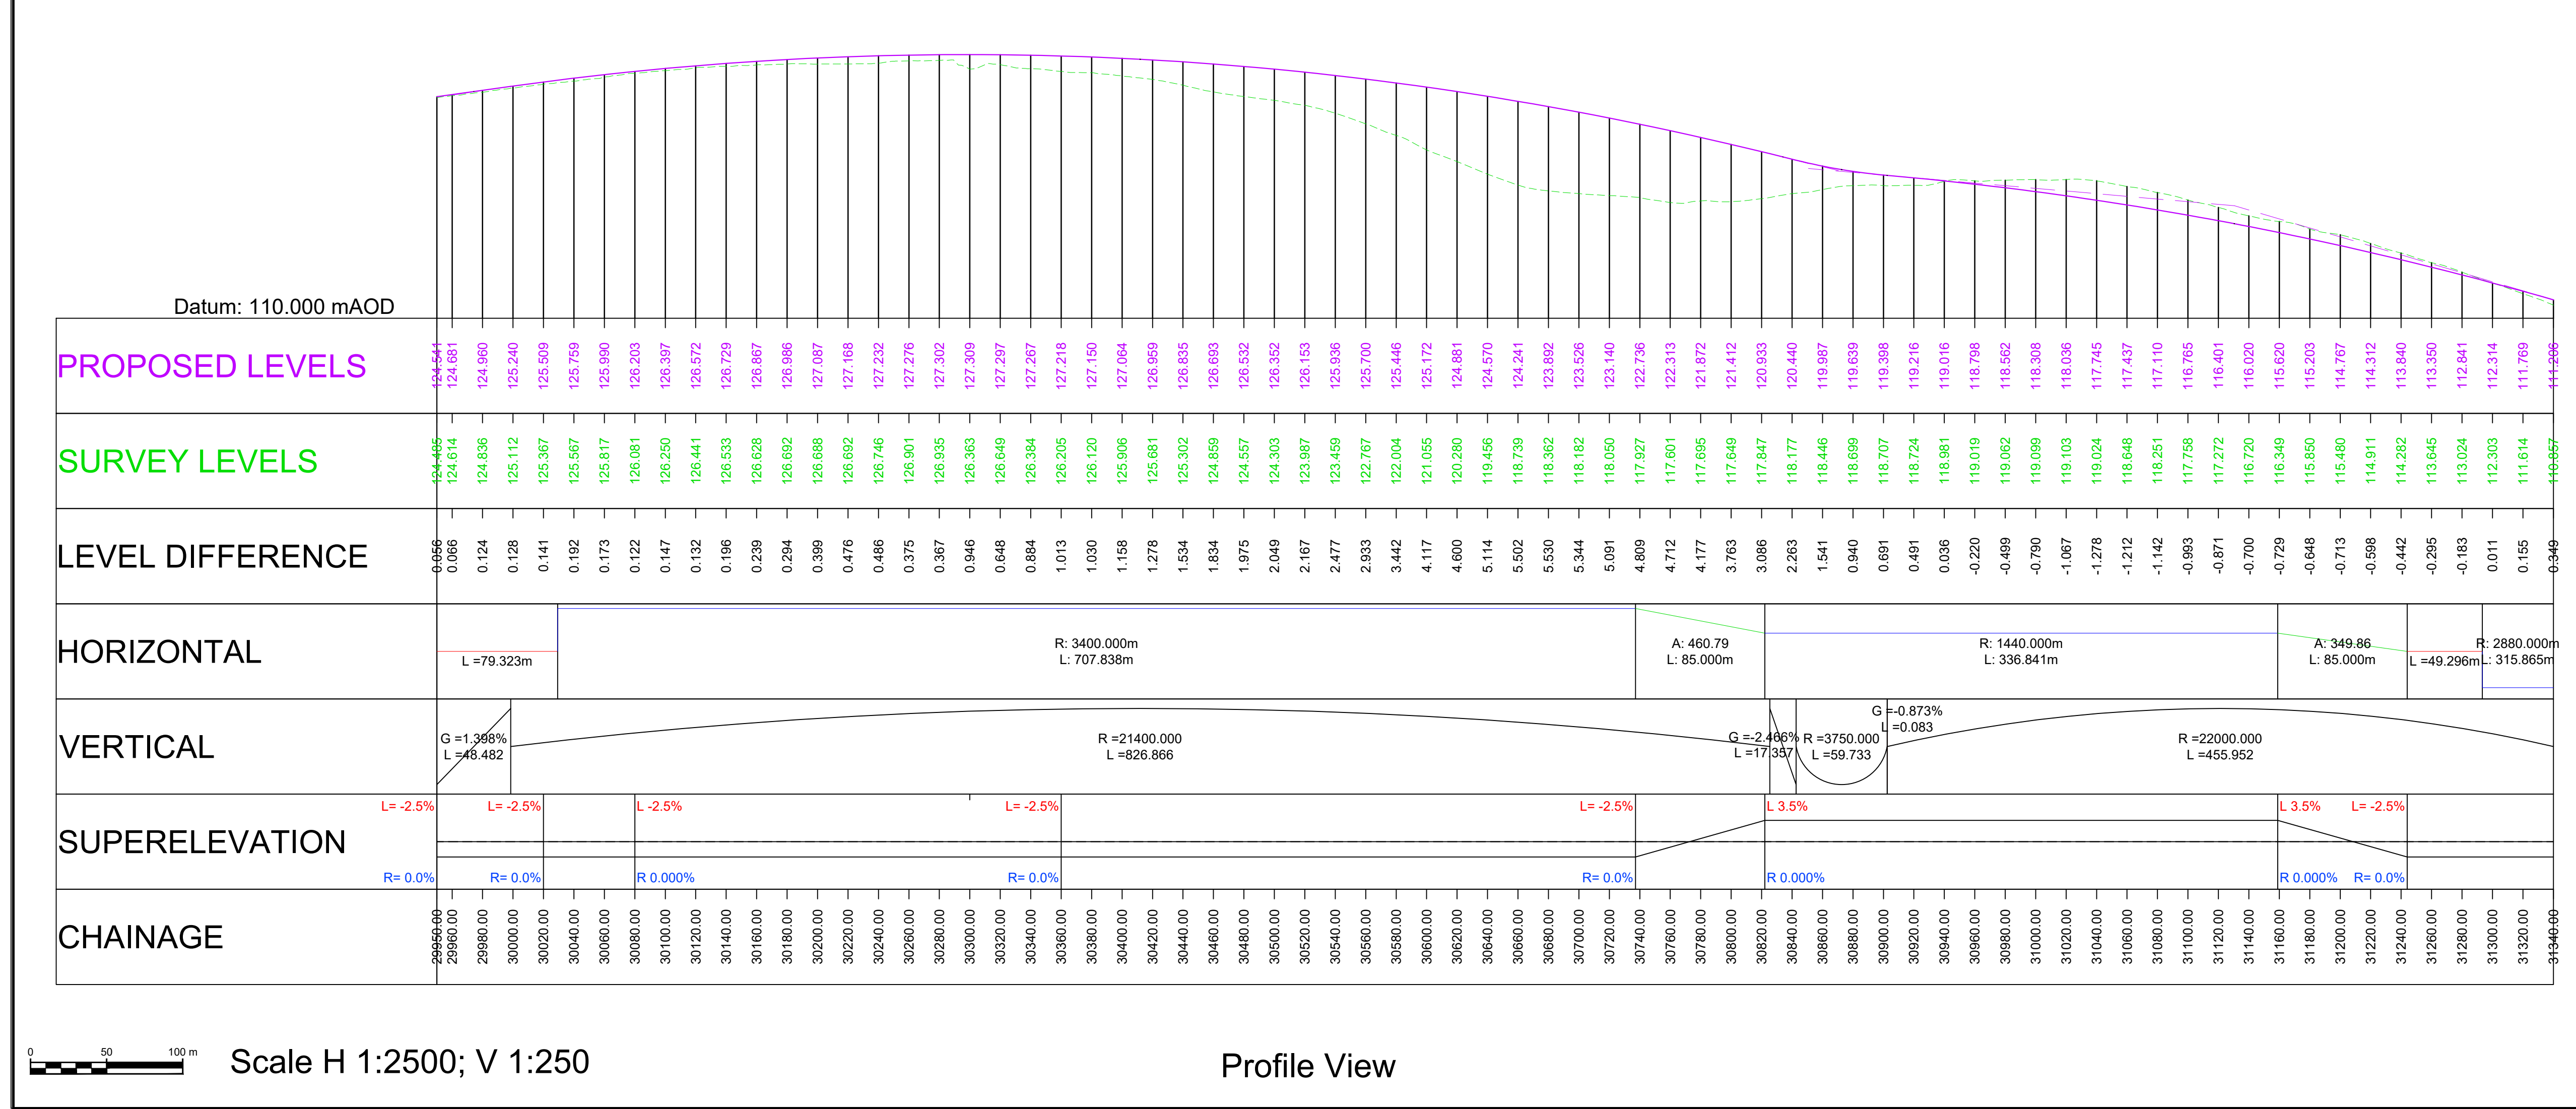 Datum: 110.000 mAOD
PROPOSED LEVELS
124.541 124.681 124.960 125.240 125.509 125.759 125.990 126.203 126.397 126.572 126.729 126.867 126.986 127.087 127.168 127.232 127.276 127.302 127.309 127.297 127.267 127.218 127.150 127.064 126.959 126.835 126.693 126.532 126.352 126.153 125.936 125.700 125.446 125.172 124.881 124.570 124.241 123.892 123.526 123.140 122.736 122.313 121.872 121.412 120.933 120.440 119.987 119.639 119.398 119.216 119.016 118.798 118.562 118.308 118.036 117.745 117.437 117.110 116.765 116.401 116.020 115.620 115.203 114.767 114.312 113.840 113.350 112.841 112.314 111.769 111.206
SURVEY LEVELS
124.485 124.614 124.836 125.112 125.367 125.567 125.817 126.081 126.250 126.441 126.533 126.628 126.692 126.688 126.692 126.746 126.901 126.935 126.363 126.649 126.384 126.205 126.120 125.906 125.681 125.302 124.859 124.557 124.303 123.987 123.459 122.767 122.004 121.055 120.280 119.456 118.739 118.362 118.182 118.050 117.927 117.601 117.695 117.649 117.847 118.177 118.446 118.699 118.707 118.724 118.981 119.019 119.062 119.099 119.103 119.024 118.648 118.251 117.758 117.272 116.720 116.349 115.850 115.480 114.911 114.282 113.645 113.024 112.303 111.614 110.857
LEVEL DIFFERENCE
0.056 0.066 0.124 0.128 0.141 0.192 0.173 0.122 0.147 0.132 0.196 0.239 0.294 0.399 0.476 0.486 0.375 0.367 0.946 0.648 0.884 1.013 1.030 1.158 1.278 1.534 1.834 1.975 2.049 2.167 2.477 2.933 3.442 4.117 4.600 5.114 5.502 5.530 5.344 5.091 4.809 4.712 4.177 3.763 3.086 2.263 1.541 0.940 0.691 0.491 0.036 -0.220 -0.499 -0.790 -1.067 -1.278 -1.212 -1.142 -0.993 -0.871 -0.700 -0.729 -0.648 -0.713 -0.598 -0.442 -0.295 -0.183 0.011 0.155 0.349
HORIZONTAL
L =79.323m
R: 3400.000m
L: 707.838m
A: 460.79
L: 85.000m
R: 1440.000m
L: 336.841m
A: 349.86
L: 85.000m
L =49.296m
R: 2880.000m
L: 315.865m
VERTICAL
G =1.398%
L =48.482
R =21400.000
L =826.866
G =-2.466%
L =17.357
R =3750.000
L =59.733
G =-0.873%
L =0.083
R =22000.000
L =455.952
SUPERELEVATION
L= -2.5% L= -2.5% L -2.5% L= -2.5% L= -2.5% L 3.5% L 3.5% L= -2.5%
R= 0.0% R= 0.0% R 0.000% R= 0.0% R= 0.0% R 0.000% R 0.000% R= 0.0%
CHAINAGE
29950.00 29960.00 29980.00 30000.00 30020.00 30040.00 30060.00 30080.00 30100.00 30120.00 30140.00 30160.00 30180.00 30200.00 30220.00 30240.00 30260.00 30280.00 30300.00 30320.00 30340.00 30360.00 30380.00 30400.00 30420.00 30440.00 30460.00 30480.00 30500.00 30520.00 30540.00 30560.00 30580.00 30600.00 30620.00 30640.00 30660.00 30680.00 30700.00 30720.00 30740.00 30760.00 30780.00 30800.00 30820.00 30840.00 30860.00 30880.00 30900.00 30920.00 30940.00 30960.00 30980.00 31000.00 31020.00 31040.00 31060.00 31080.00 31100.00 31120.00 31140.00 31160.00 31180.00 31200.00 31220.00 31240.00 31260.00 31280.00 31300.00 31320.00 31340.00
0 50 100 m
Scale H 1:2500; V 1:250
Profile View